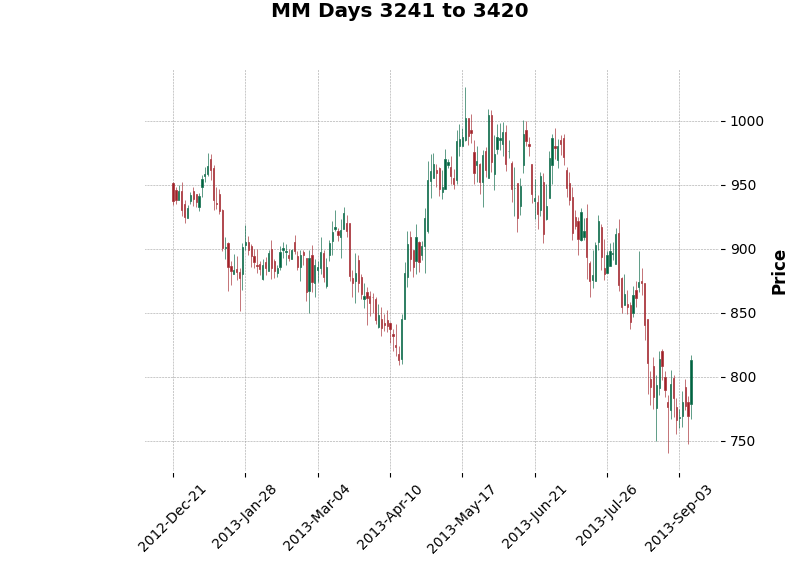 MM Days 3241 to 3420
1000
950
900
850
800
750
Price
2012-Dec-21
2013-Jan-28
2013-Mar-04
2013-Apr-10
2013-May-17
2013-Jun-21
2013-Jul-26
2013-Sep-03